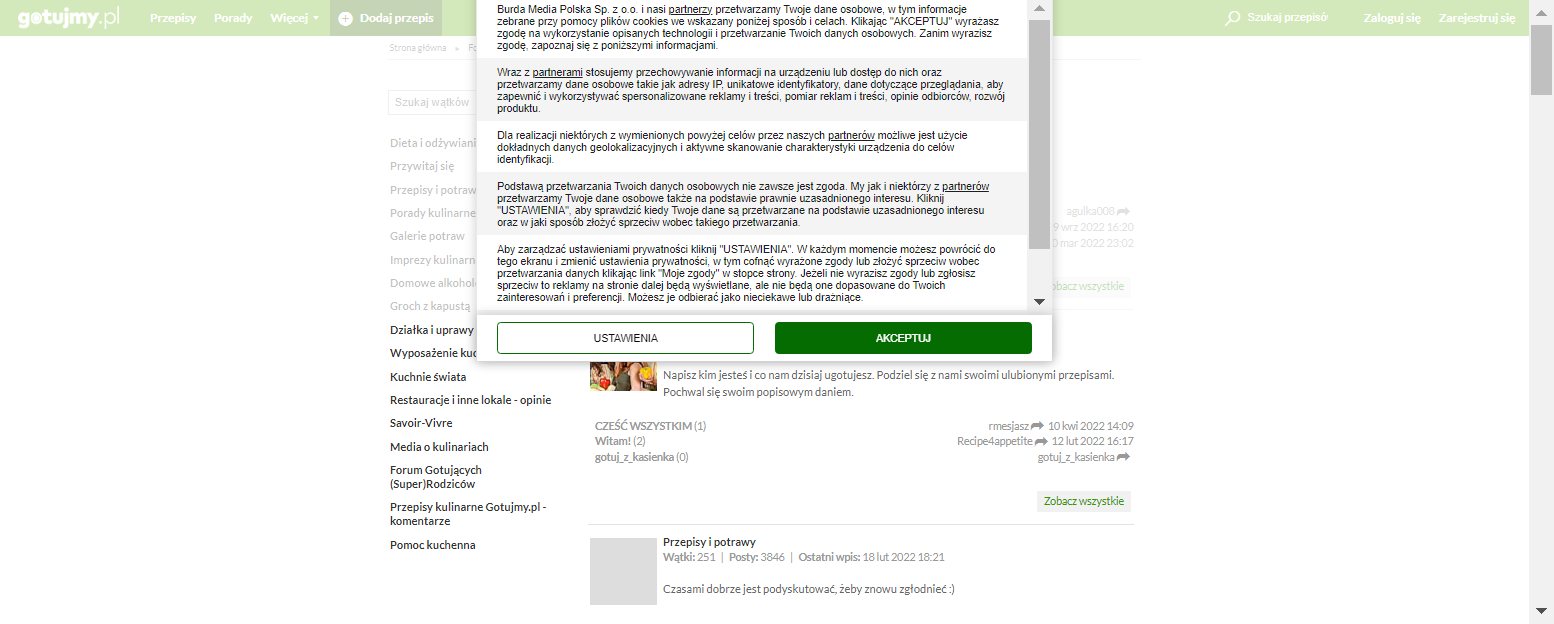 gotujmy.pl Przepisy Porady Więcej Dodaj przepis Szukaj przepisów Zaloguj się Zarejestruj się
Strona główna » Fo
Burda Media Polska Sp. z o.o. i nasi partnerzy przetwarzamy Twoje dane osobowe, w tym informacje
zebrane przy pomocy plików cookies we wskazany poniżej sposób i celach. Klikając "AKCEPTUJ" wyrażasz
zgodę na wykorzystanie opisanych technologii i przetwarzanie Twoich danych osobowych. Zanim wyrazisz
zgodę, zapoznaj się z poniższymi informacjami.
Wraz z partnerami stosujemy przechowywanie informacji na urządzeniu lub dostęp do nich oraz
przetwarzamy dane osobowe takie jak adresy IP, unikatowe identyfikatory, dane dotyczące przeglądania, aby
zapewnić i wykorzystywać spersonalizowane reklamy i treści, pomiar reklam i treści, opinie odbiorców, rozwój
produktu.
Dla realizacji niektórych z wymienionych powyżej celów przez naszych partnerów możliwe jest użycie
dokładnych danych geolokalizacyjnych i aktywne skanowanie charakterystyki urządzenia do celów
identyfikacji.
Podstawą przetwarzania Twoich danych osobowych nie zawsze jest zgoda. My jak i niektórzy z partnerów
przetwarzamy Twoje dane osobowe także na podstawie prawnie uzasadnionego interesu. Kliknij
"USTAWIENIA", aby sprawdzić kiedy Twoje dane są przetwarzane na podstawie uzasadnionego interesu
oraz w jaki sposób złożyć sprzeciw wobec takiego przetwarzania.
Aby zarządzać ustawieniami prywatności kliknij "USTAWIENIA". W każdym momencie możesz powrócić do
tego ekranu i zmienić ustawienia prywatności, w tym cofnąć wyrażone zgody lub złożyć sprzeciw wobec
przetwarzania danych klikając link "Moje zgody" w stopce strony. Jeżeli nie wyrazisz zgody lub zgłosisz
sprzeciw to reklamy na stronie dalej będą wyświetlane, ale nie będą one dopasowane do Twoich
zainteresowań i preferencji. Możesz je odbierać jako nieciekawe lub drażniące.
USTAWIENIA
AKCEPTUJ
Szukaj wątków
Dieta i odżywiani
Przywitaj się
Przepisy i potraw
Porady kulinarne
Galerie potraw
Imprezy kulinarn
Domowe alkohol
Groch z kapustą
Działka i uprawy
Wyposażenie kuc
Kuchnie świata
Restauracje i inne lokale - opinie
Savoir-Vivre
Media o kulinariach
Forum Gotujących
(Super)Rodziców
Przepisy kulinarne Gotujmy.pl -
komentarze
Pomoc kuchenna
agulka008
9 wrz 2022 16:20
0 mar 2022 23:02
obacz wszystkie
Napisz kim jesteś i co nam dzisiaj ugotujesz. Podziel się z nami swoimi ulubionymi przepisami.
Pochwal się swoim popisowym daniem.
CZEŚĆ WSZYSTKIM (1) rmesjasz 10 kwi 2022 14:09
Witam! (2) Recipe4appetite 12 lut 2022 16:17
gotuj_z_kasienka (0) gotuj_z_kasienka
Zobacz wszystkie
Przepisy i potrawy
Wątki: 251 | Posty: 3846 | Ostatni wpis: 18 lut 2022 18:21
Czasami dobrze jest podyskutować, żeby znowu zgłodnieć :)